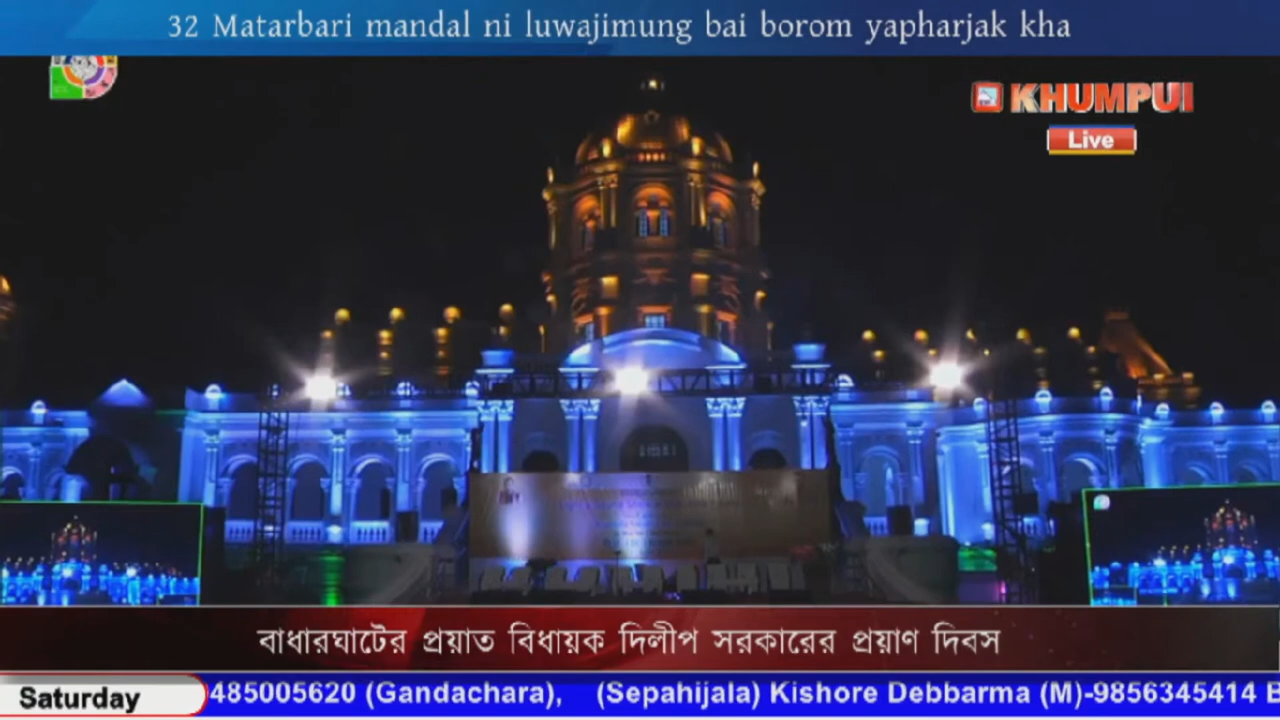 32 Matarbari mandal ni luwajimung bai borom yapharjak kha
KHUMPUI
Live
বাধারঘাটের প্রয়াত বিধায়ক দিলীপ সরকারের প্রয়াণ দিবস
Saturday
485005620 (Gandachara), (Sepahijala) Kishore Debbarma (M)-9856345414 B